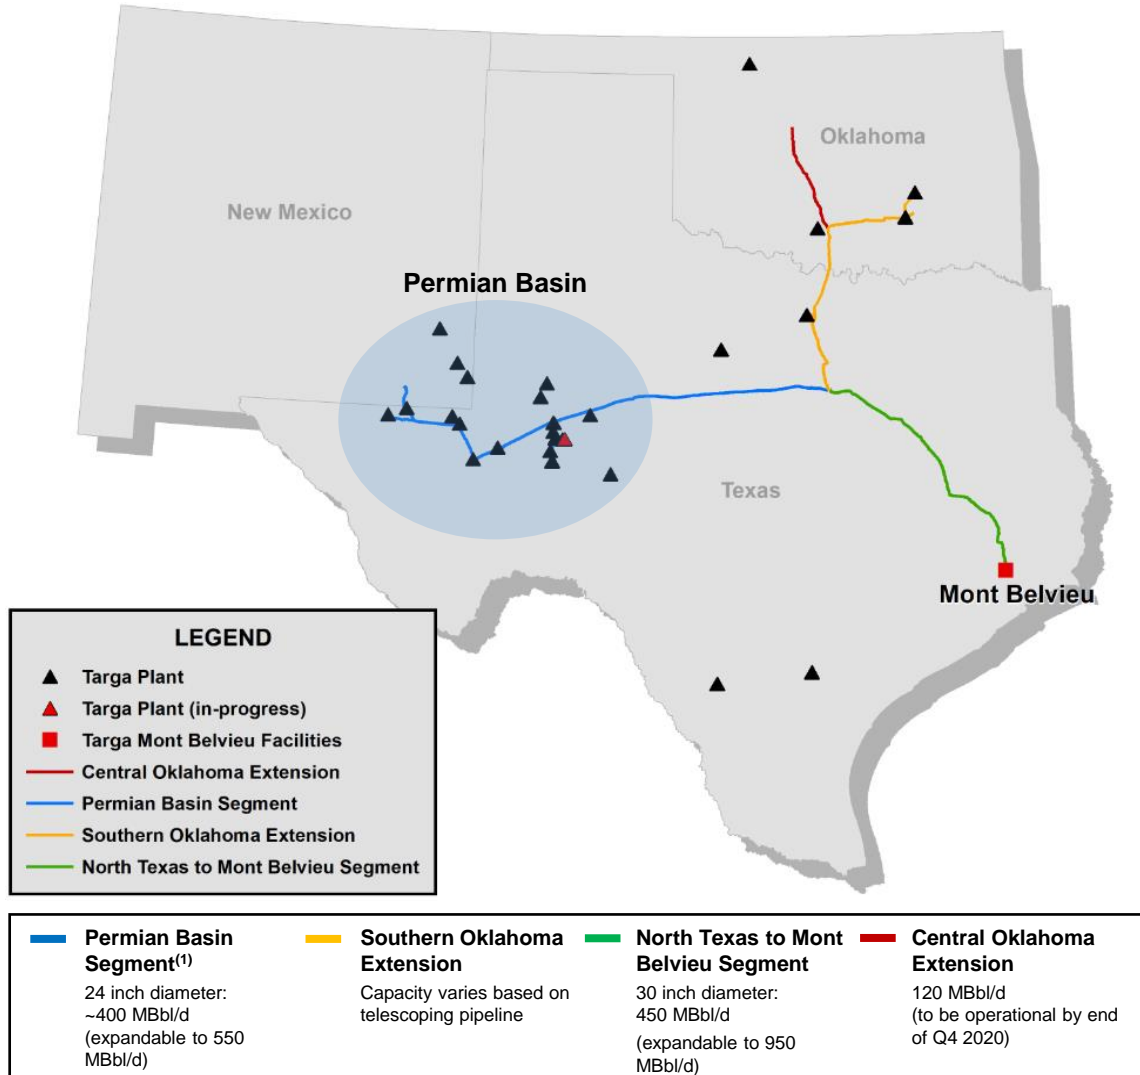 Oklahoma
New Mexico
Permian Basin
Texas
Mont Belvieu
LEGEND
Targa Plant
Targa Plant (in-progress)
Targa Mont Belvieu Facilities
Central Oklahoma Extension
Permian Basin Segment
Southern Oklahoma Extension
North Texas to Mont Belvieu Segment
Permian Basin
Segment(1)
24 inch diameter:
~400 MBbl/d
(expandable to 550
MBbl/d)
Southern Oklahoma
Extension
Capacity varies based on
telescoping pipeline
North Texas to Mont
Belvieu Segment
30 inch diameter:
450 MBbl/d
(expandable to 950
MBbl/d)
Central Oklahoma
Extension
120 MBbl/d
(to be operational by end
of Q4 2020)